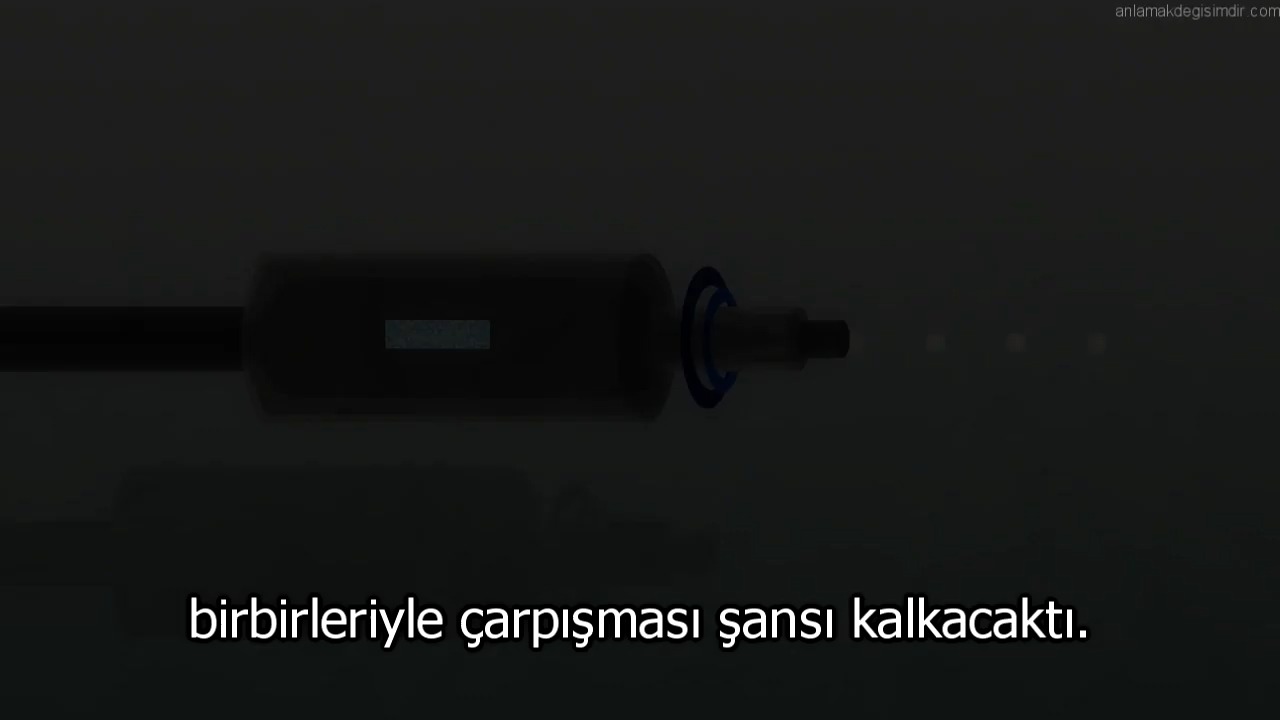 anlamakdegisimdir.com
birbirleriyle çarpışması şansı kalkacaktı.